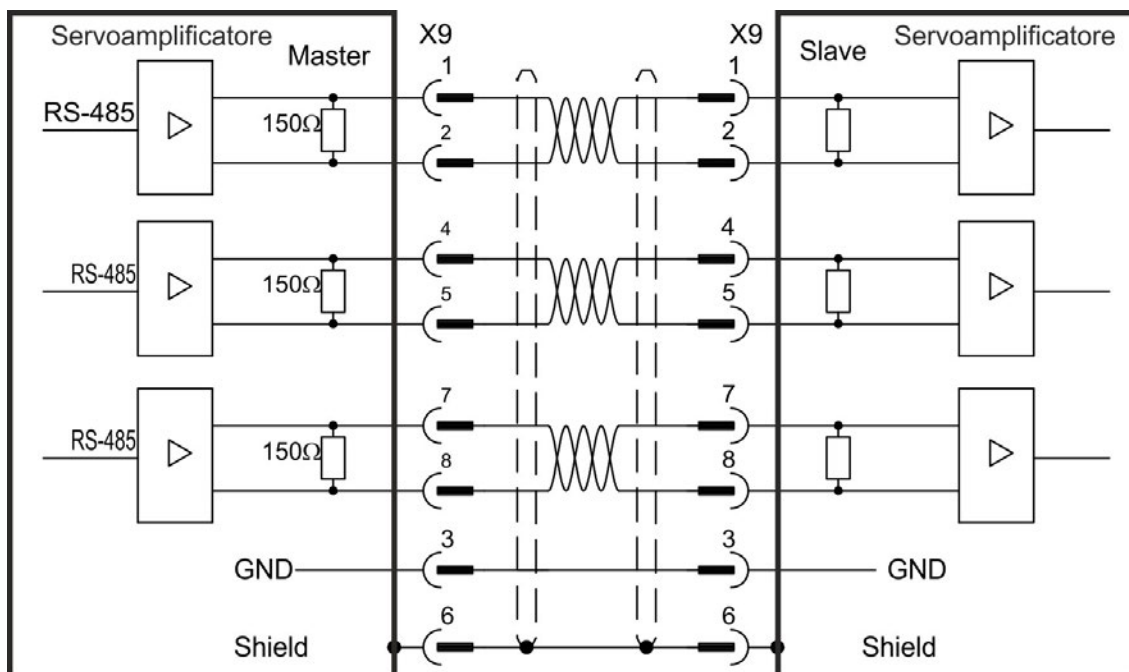 Servoamplificatore X9 X9 Servoamplificatore
Master Slave
1 1
RS-485 150Ω
2 2
4 4
RS-485 150Ω
5 5
7 7
RS-485 150Ω
8 8
3 3
GND GND
6 6
Shield Shield